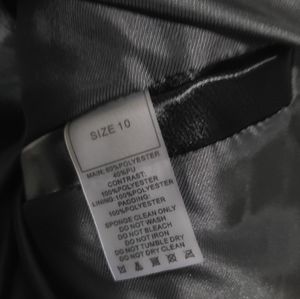 SIZE 10
MAIN: 60%POLYESTER
40%PU
CONTRAST:
100%POLYESTER
LINING: 100%POLYESTER
PADDING:
100%POLYESTER
SPONGE CLEAN ONLY
DO NOT WASH
DO NOT BLEACH
DO NOT IRON
DO NOT TUMBLE DRY
DO NOT DRY CLEAN